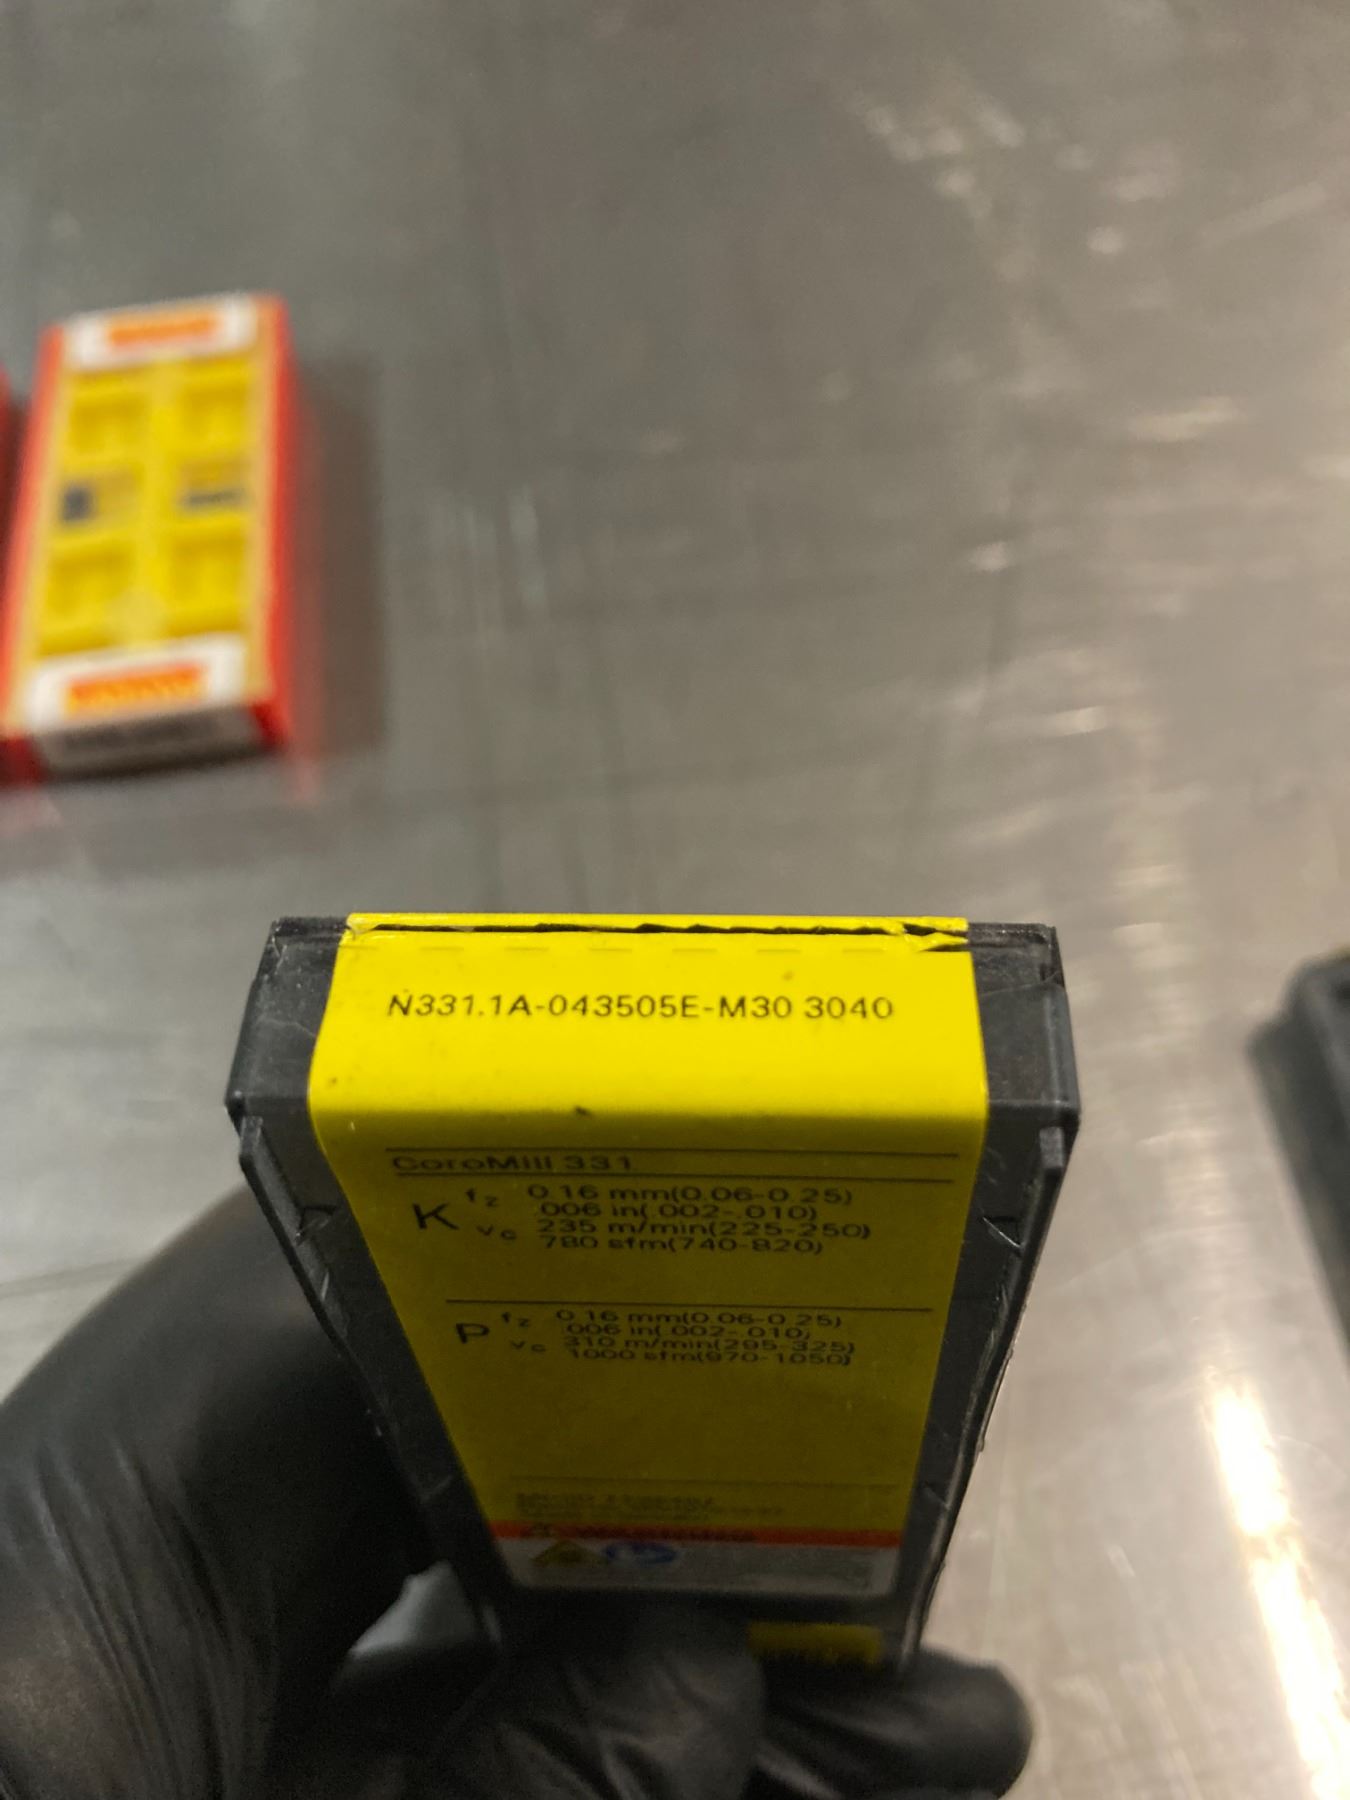 N331.1A-043505E-M30 3040
CoroMill 331
K fz 0.16 mm(0.06-0.25)
.006 in(.002-.010)
vc 235 m/min(225-250)
780 sfm(740-820)
P fz 0.16 mm(0.06-0.25)
.006 in(.002-.010)
vc 310 m/min(295-325)
1000 sfm(970-1050)
WARNING